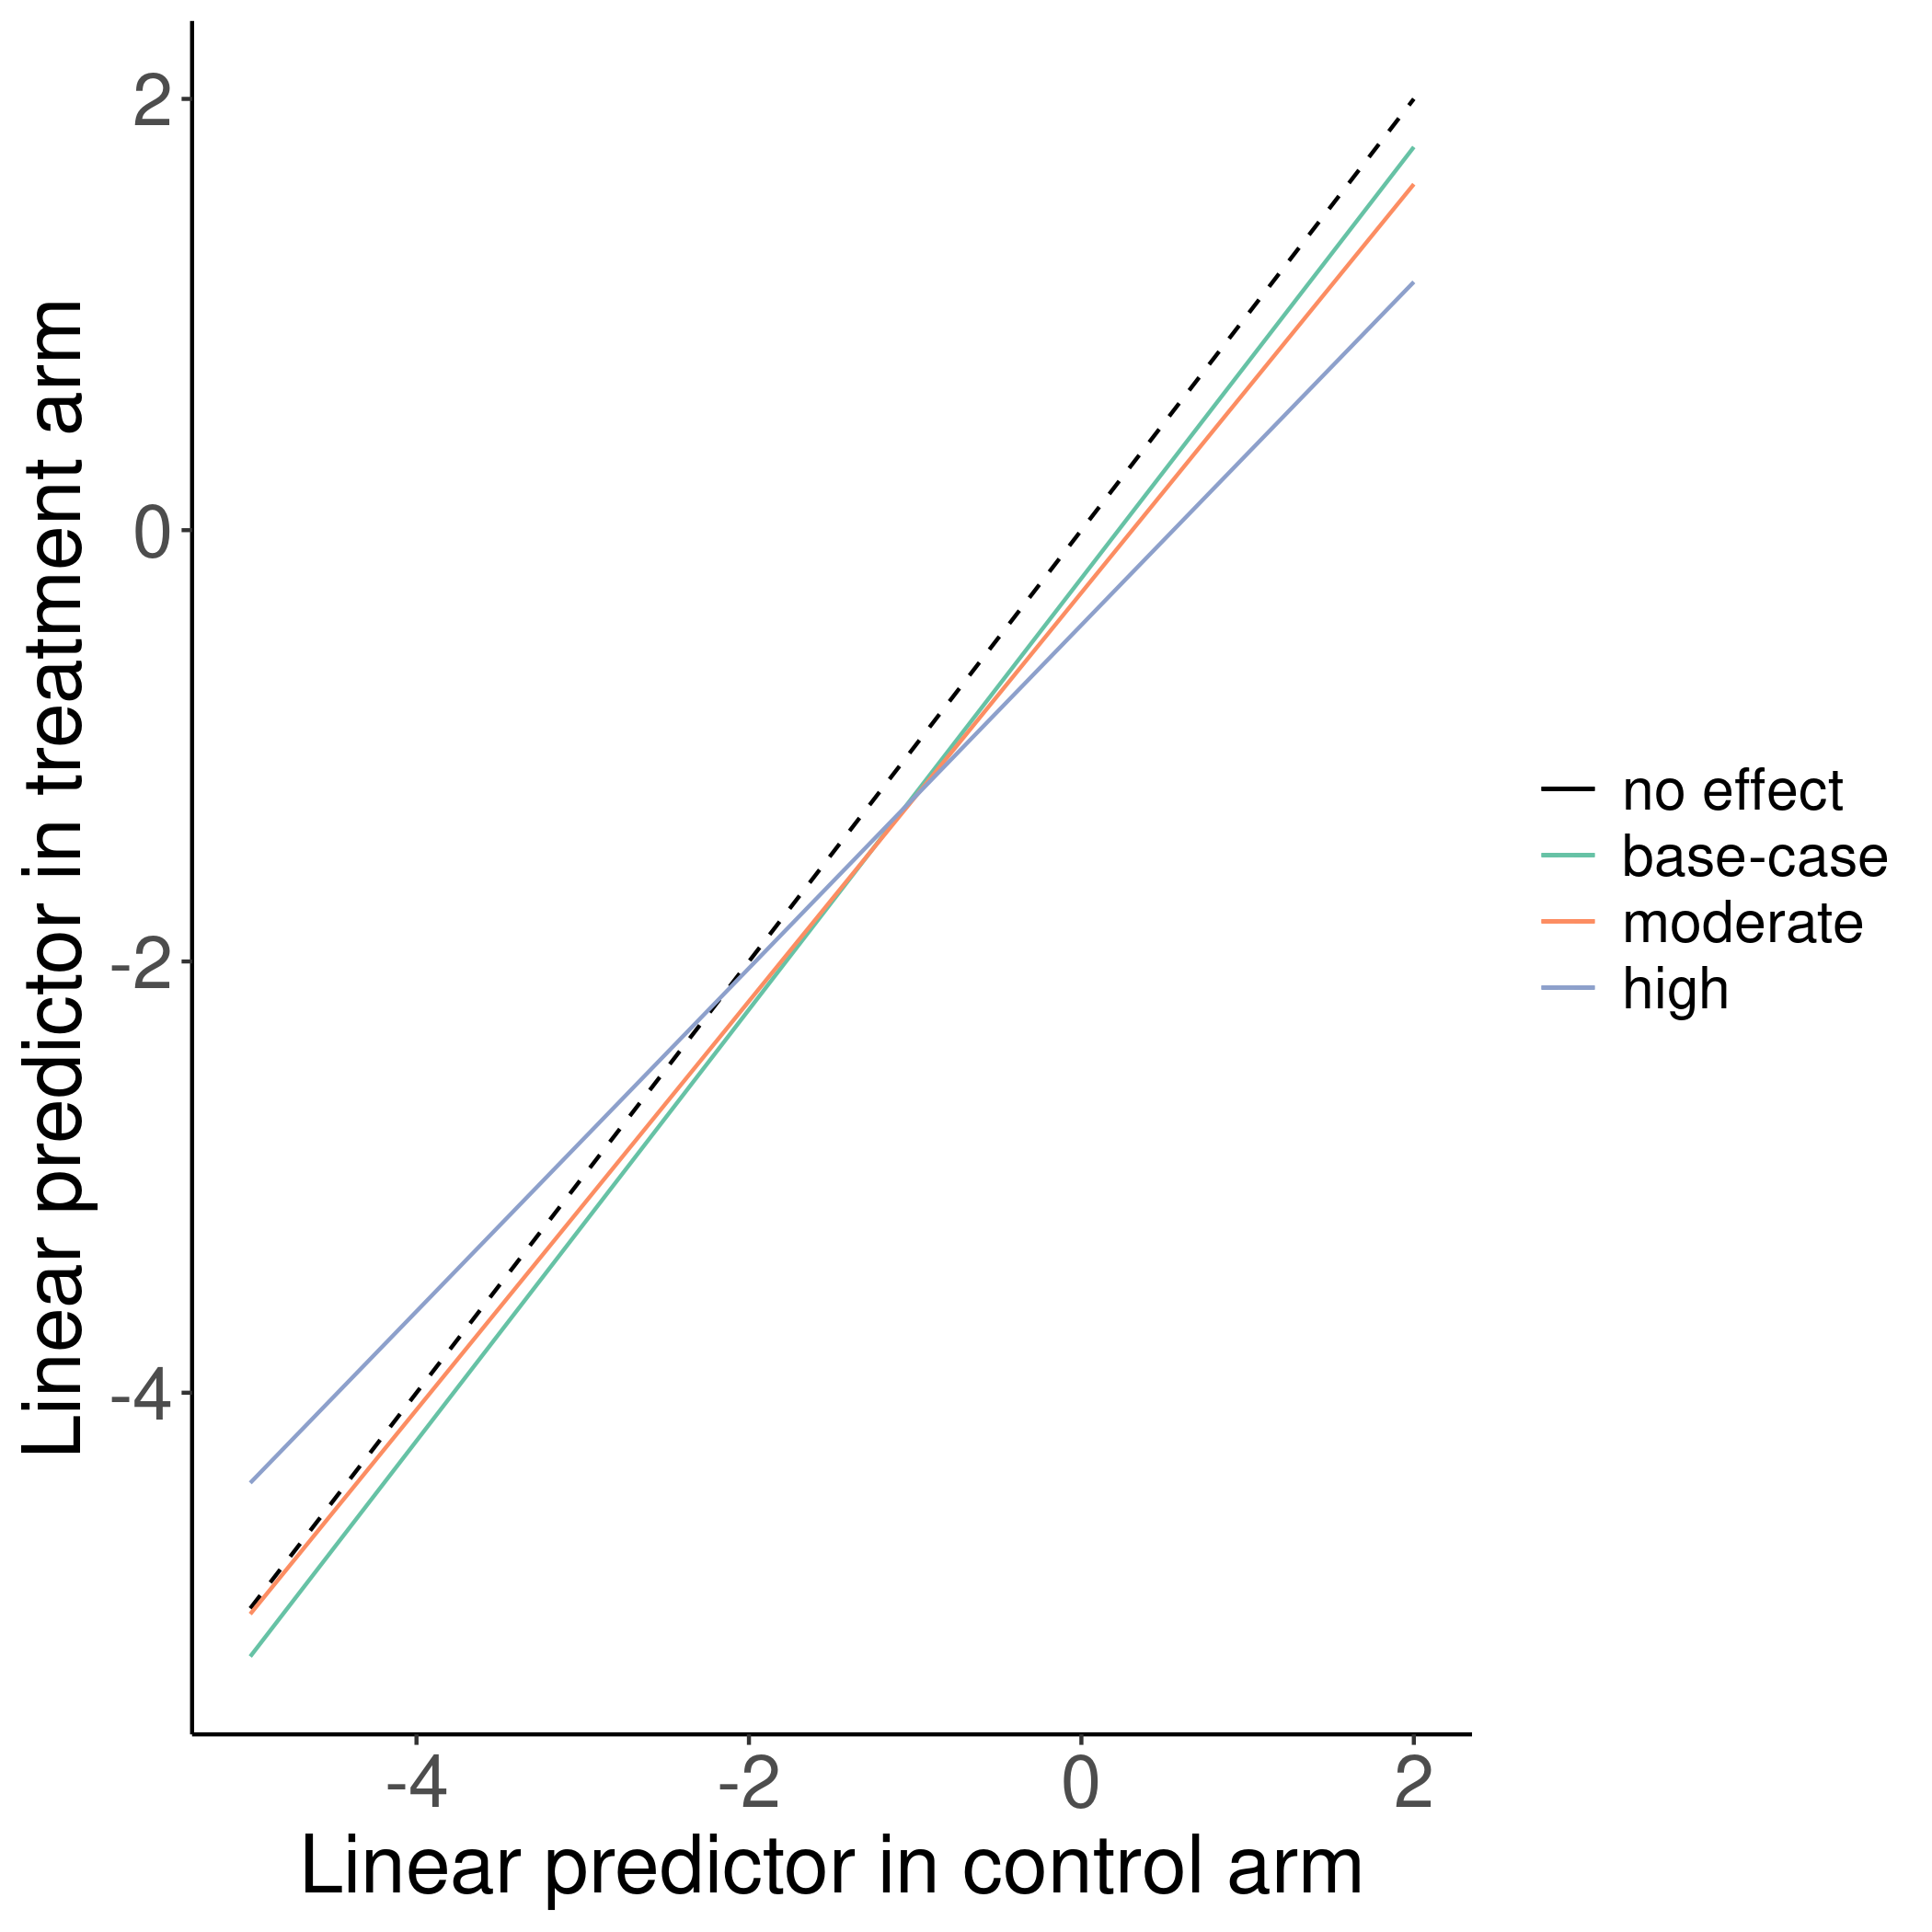 Linear predictor in treatment arm
2
0
-2
-4
-4
-2
0
2
Linear predictor in control arm
no effect
base-case
moderate
high